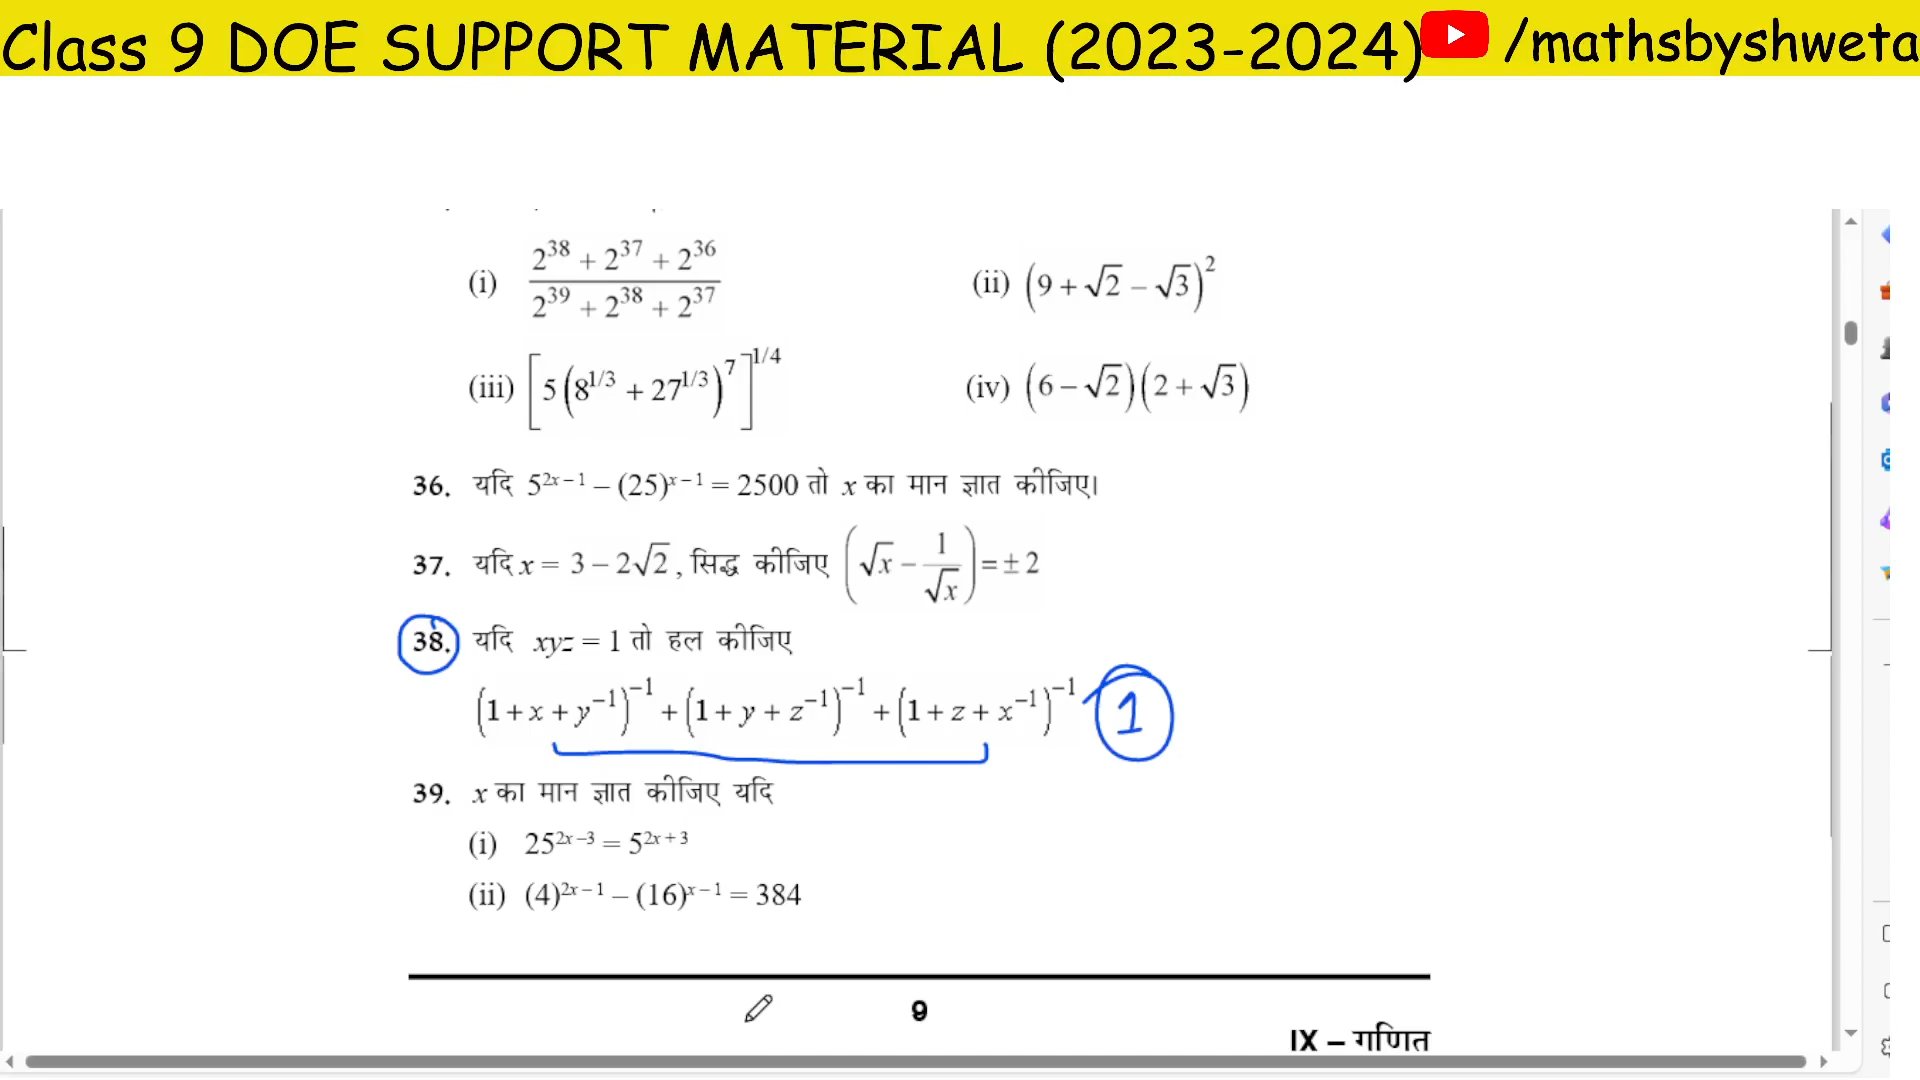 Class 9 DOE SUPPORT MATERIAL (2023-2024) /mathsbyshweta
(i) (2^38 + 2^37 + 2^36)/(2^39 + 2^38 + 2^37) (ii) (9 + √2 − √3)^2
(iii) [5(8^1/3 + 27^1/3)^7]^1/4 (iv) (6 − √2)(2 + √3)
36. यदि 5^(2x−1) – (25)^(x−1) = 2500 तो x का मान ज्ञात कीजिए।
37. यदि x = 3 – 2√2, सिद्ध कीजिए (√x − 1/√x) = ± 2
38. यदि xyz = 1 तो हल कीजिए
(1 + x + y^−1)^−1 + (1 + y + z^−1)^−1 + (1 + z + x^−1)^−1 1
39. x का मान ज्ञात कीजिए यदि
(i) 25^(2x–3) = 5^(2x+3)
(ii) (4)^(2x–1) – (16)^(x–1) = 384
9
IX – गणित